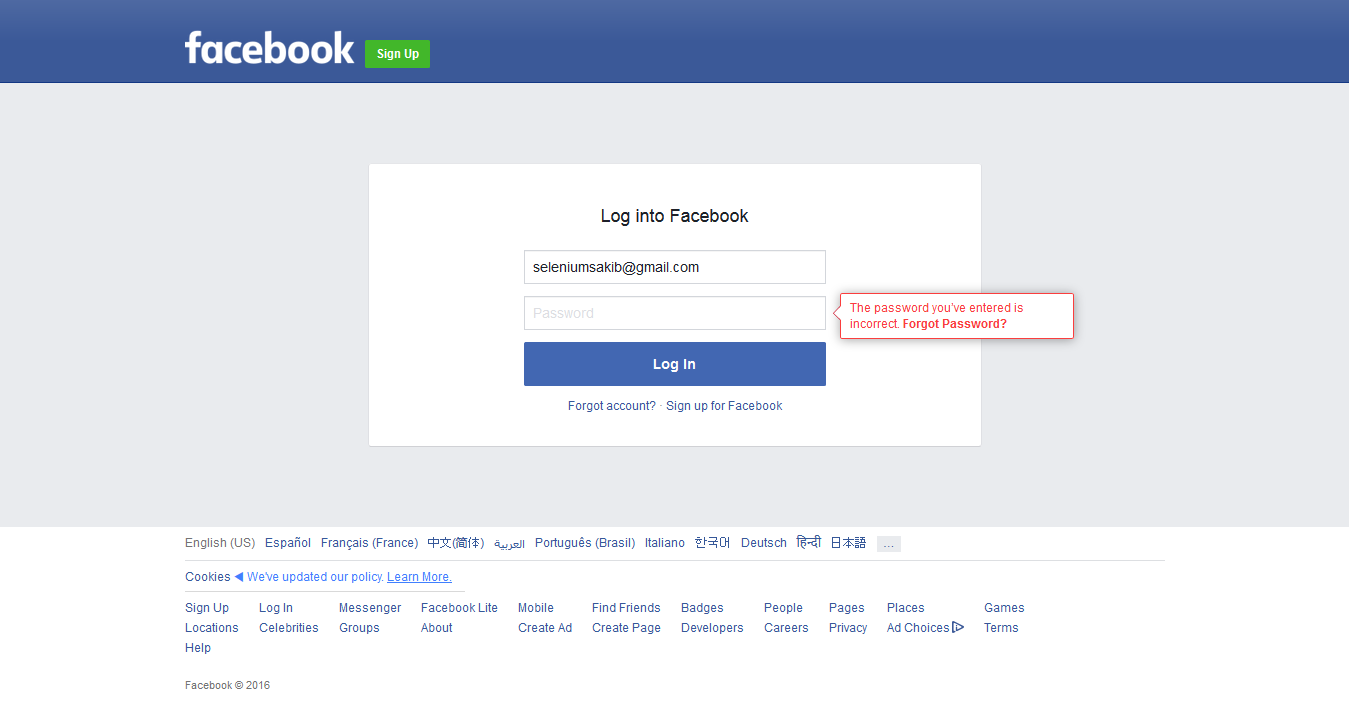 facebook Sign Up
Log into Facebook
seleniumsakib@gmail.com
Password
The password you've entered is
incorrect. Forgot Password?
Log In
Forgot account? · Sign up for Facebook
English (US) Español Français (France) 中文(简体) العربية Português (Brasil) Italiano 한국어 Deutsch हिन्दी 日本語 ...
Cookies ◀ We've updated our policy. Learn More.
Sign Up Log In Messenger Facebook Lite Mobile Find Friends Badges People Pages Places Games
Locations Celebrities Groups About Create Ad Create Page Developers Careers Privacy Ad Choices Terms
Help
Facebook © 2016